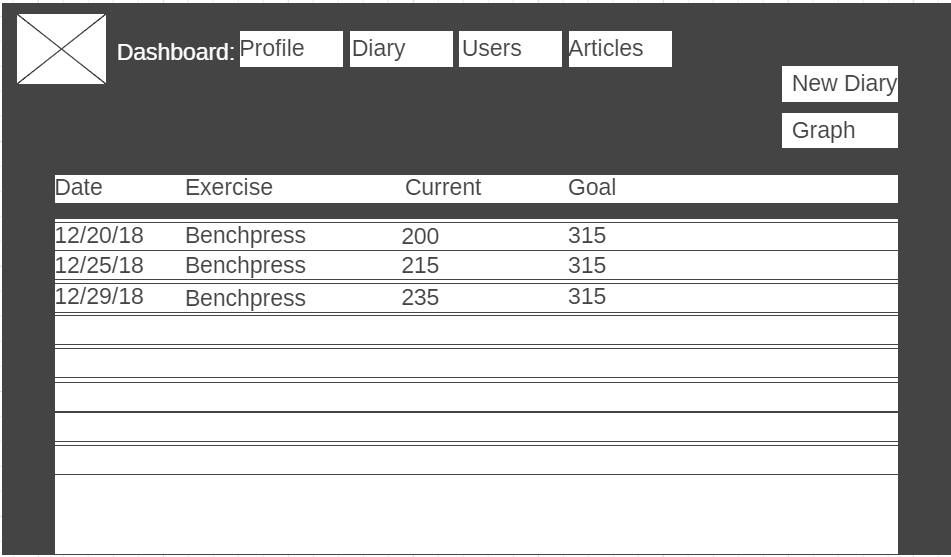 Dashboard: Profile Diary Users Articles
New Diary
Graph
Date Exercise Current Goal
12/20/18 Benchpress 200 315
12/25/18 Benchpress 215 315
12/29/18 Benchpress 235 315